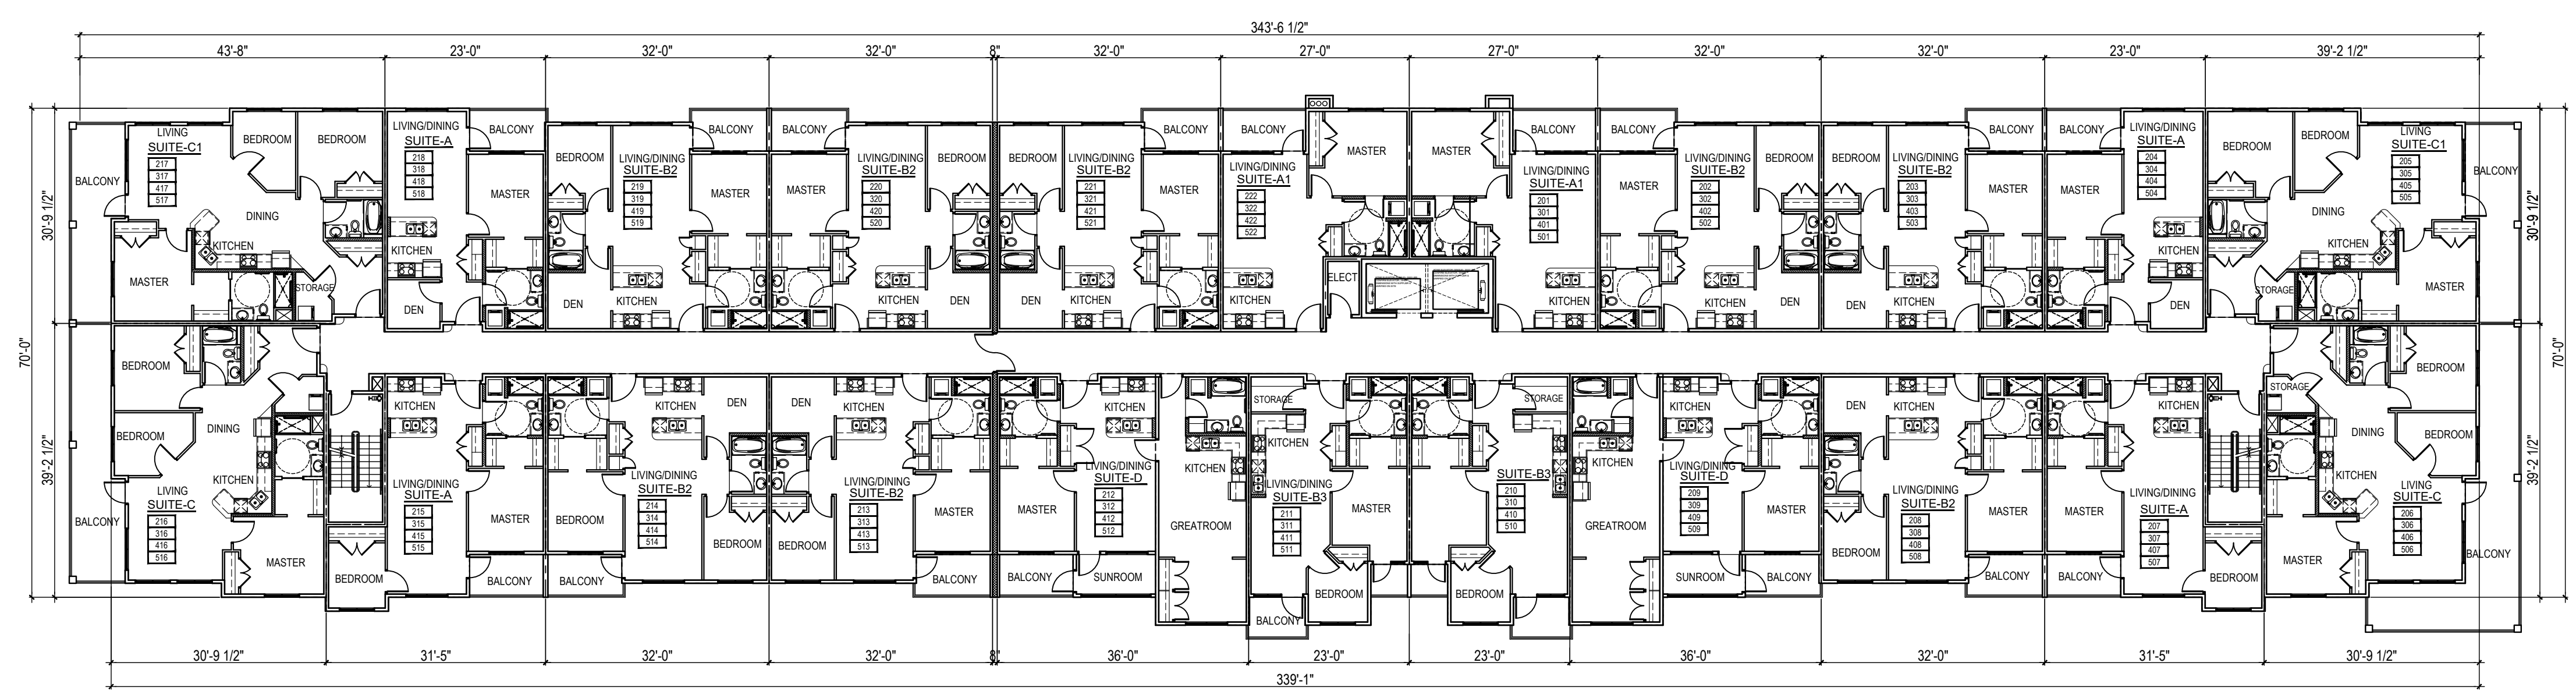 343'-6 1/2"
43'-8" 23'-0" 32'-0" 32'-0" 8" 32'-0" 27'-0" 27'-0" 32'-0" 32'-0" 23'-0" 39'-2 1/2"
70'-0"
30'-9 1/2"
39'-2 1/2"
BALCONY
LIVING
SUITE-C1
217
317
417
517
BEDROOM
BEDROOM
DINING
KITCHEN
MASTER
STORAGE
LIVING/DINING
SUITE-A
218
318
418
518
BALCONY
MASTER
KITCHEN
DEN
BEDROOM
LIVING/DINING
SUITE-B2
219
319
419
519
BALCONY
MASTER
DEN
KITCHEN
BALCONY
MASTER
LIVING/DINING
SUITE-B2
220
320
420
520
BEDROOM
KITCHEN
DEN
BEDROOM
LIVING/DINING
SUITE-B2
221
321
421
521
BALCONY
MASTER
DEN
KITCHEN
BALCONY
LIVING/DINING
SUITE-A1
222
322
422
522
MASTER
KITCHEN
ELECT
MASTER
BALCONY
LIVING/DINING
SUITE-A1
201
301
401
501
KITCHEN
BALCONY
MASTER
LIVING/DINING
SUITE-B2
202
302
402
502
BEDROOM
KITCHEN
DEN
BEDROOM
LIVING/DINING
SUITE-B2
203
303
403
503
BALCONY
MASTER
DEN
KITCHEN
BALCONY
MASTER
LIVING/DINING
SUITE-A
204
304
404
504
KITCHEN
DEN
BEDROOM
BEDROOM
LIVING
SUITE-C1
205
305
405
505
BALCONY
DINING
KITCHEN
STORAGE
MASTER
30'-9 1/2"
70'-0"
39'-2 1/2"
BEDROOM
BEDROOM
DINING
KITCHEN
LIVING
SUITE-C
216
316
416
516
BALCONY
MASTER
BEDROOM
KITCHEN
LIVING/DINING
SUITE-A
215
315
415
515
MASTER
BALCONY
KITCHEN
DEN
LIVING/DINING
SUITE-B2
214
314
414
514
BEDROOM
BEDROOM
BALCONY
DEN
KITCHEN
LIVING/DINING
SUITE-B2
213
313
413
513
BEDROOM
MASTER
BALCONY
KITCHEN
LIVING/DINING
SUITE-D
212
312
412
512
MASTER
BALCONY
SUNROOM
KITCHEN
GREATROOM
STORAGE
KITCHEN
LIVING/DINING
SUITE-B3
211
311
411
511
MASTER
BEDROOM
BALCONY
STORAGE
SUITE-B3
210
310
410
510
BEDROOM
KITCHEN
GREATROOM
KITCHEN
LIVING/DINING
SUITE-D
209
309
409
509
MASTER
SUNROOM
BALCONY
DEN
KITCHEN
LIVING/DINING
SUITE-B2
208
308
408
508
BEDROOM
MASTER
BALCONY
KITCHEN
MASTER
LIVING/DINING
SUITE-A
207
307
407
507
BALCONY
BEDROOM
STORAGE
BEDROOM
DINING
BEDROOM
KITCHEN
LIVING
SUITE-C
206
306
406
506
MASTER
BALCONY
30'-9 1/2" 31'-5" 32'-0" 32'-0" 8" 36'-0" 23'-0" 23'-0" 36'-0" 32'-0" 31'-5" 30'-9 1/2"
339'-1"